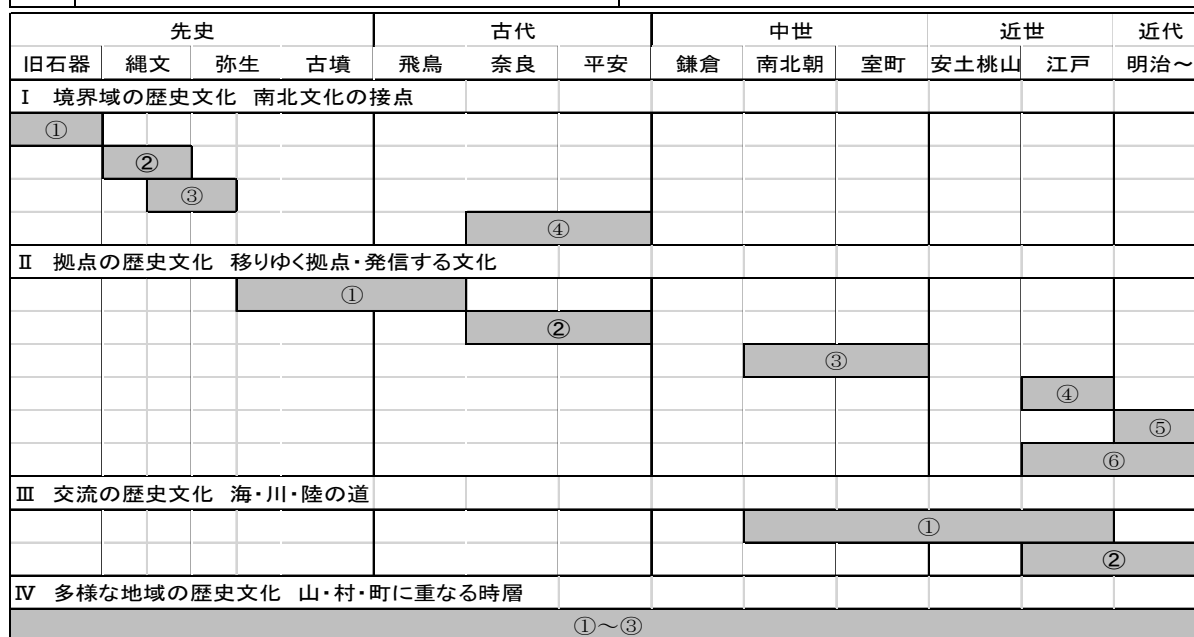 先史 古代 中世 近世 近代
旧石器 縄文 弥生 古墳 飛鳥 奈良 平安 鎌倉 南北朝 室町 安土桃山 江戸 明治～
Ⅰ 境界域の歴史文化 南北文化の接点
①
②
③
④
Ⅱ 拠点の歴史文化 移りゆく拠点・発信する文化
①
②
③
④
⑤
⑥
Ⅲ 交流の歴史文化 海・川・陸の道
①
②
Ⅳ 多様な地域の歴史文化 山・村・町に重なる時層
①～③